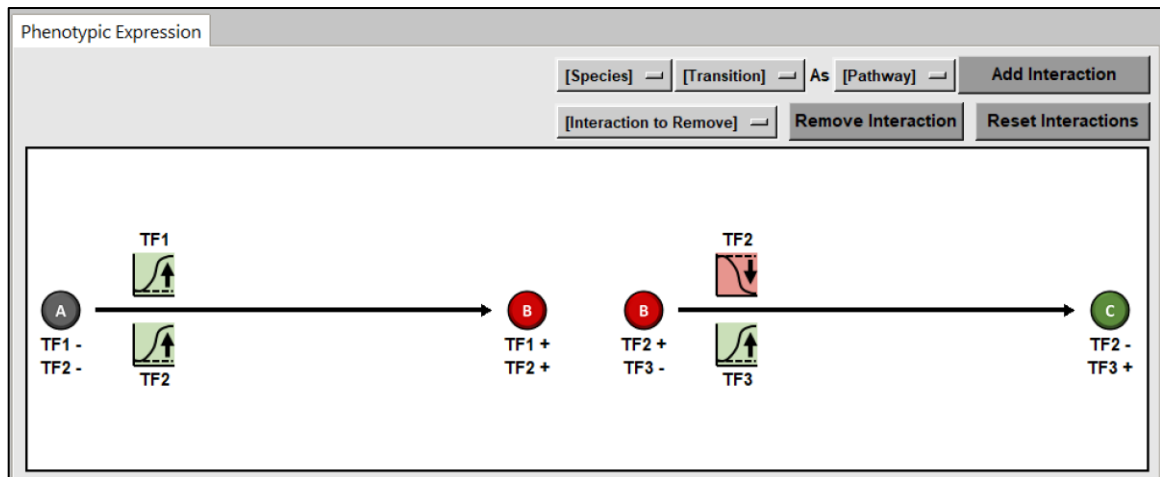 Phenotypic Expression
[Species] [Transition] As [Pathway] Add Interaction
[Interaction to Remove] Remove Interaction Reset Interactions
TF1 TF2
A B B C
TF1 - TF1 + TF2 + TF2 -
TF2 - TF2 + TF3 - TF3 +
TF2 TF3